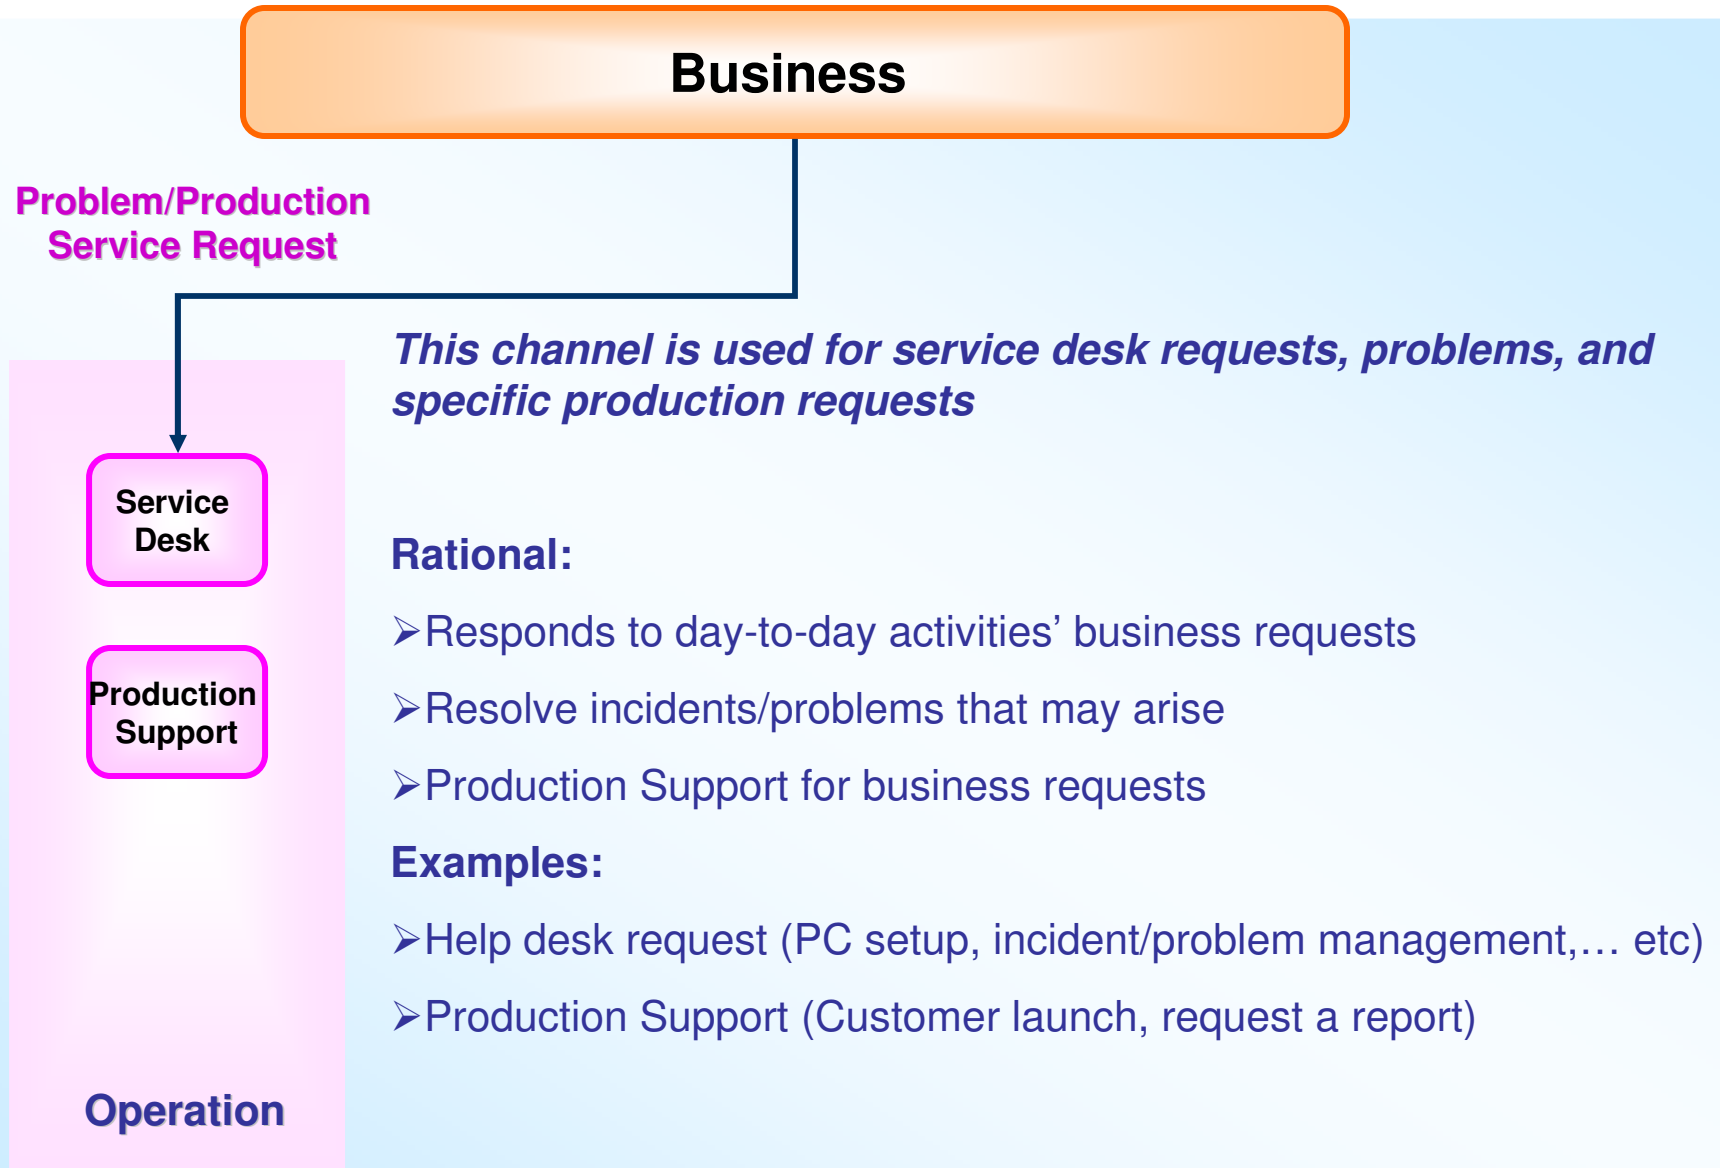 Business
Problem/Production
Service Request
This channel is used for service desk requests, problems, and
specific production requests
Service
Desk
Production
Support
Operation
Rational:
➢Responds to day-to-day activities’ business requests
➢Resolve incidents/problems that may arise
➢Production Support for business requests
Examples:
➢Help desk request (PC setup, incident/problem management,… etc)
➢Production Support (Customer launch, request a report)